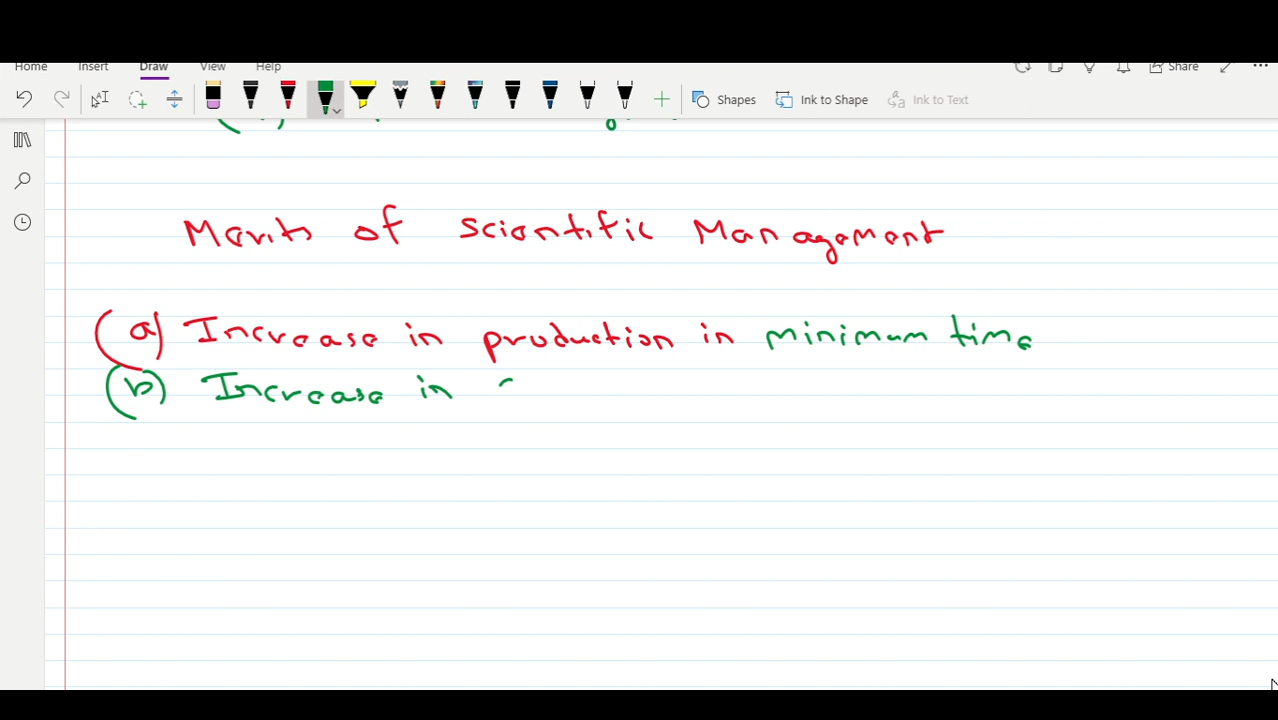 Home Insert Draw View Help Share
Shapes Ink to Shape Ink to Text
Merits of scientific Management
(a) Increase in production in minimum time
(b) Increase in